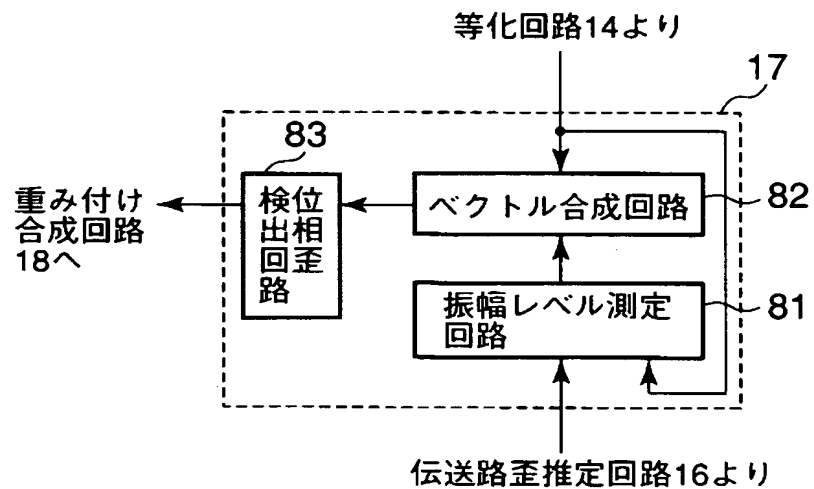 等化回路14より
17
83
検出回路
位相歪
重み付け
合成回路
18へ
ベクトル合成回路
82
振幅レベル測定
回路
81
伝送路歪推定回路16より